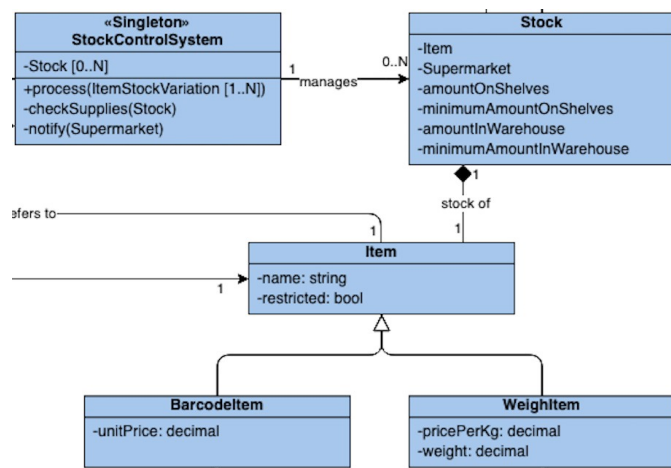 «Singleton»
StockControlSystem
-Stock [0..N]
+process(ItemStockVariation [1..N])
-checkSupplies(Stock)
-notify(Supermarket)
1
manages
0..N
Stock
-Item
-Supermarket
-amountOnShelves
-minimumAmountOnShelves
-amountInWarehouse
-minimumAmountInWarehouse
1
stock of
1
efers to
1
1
Item
-name: string
-restricted: bool
BarcodeItem
-unitPrice: decimal
WeighItem
-pricePerKg: decimal
-weight: decimal